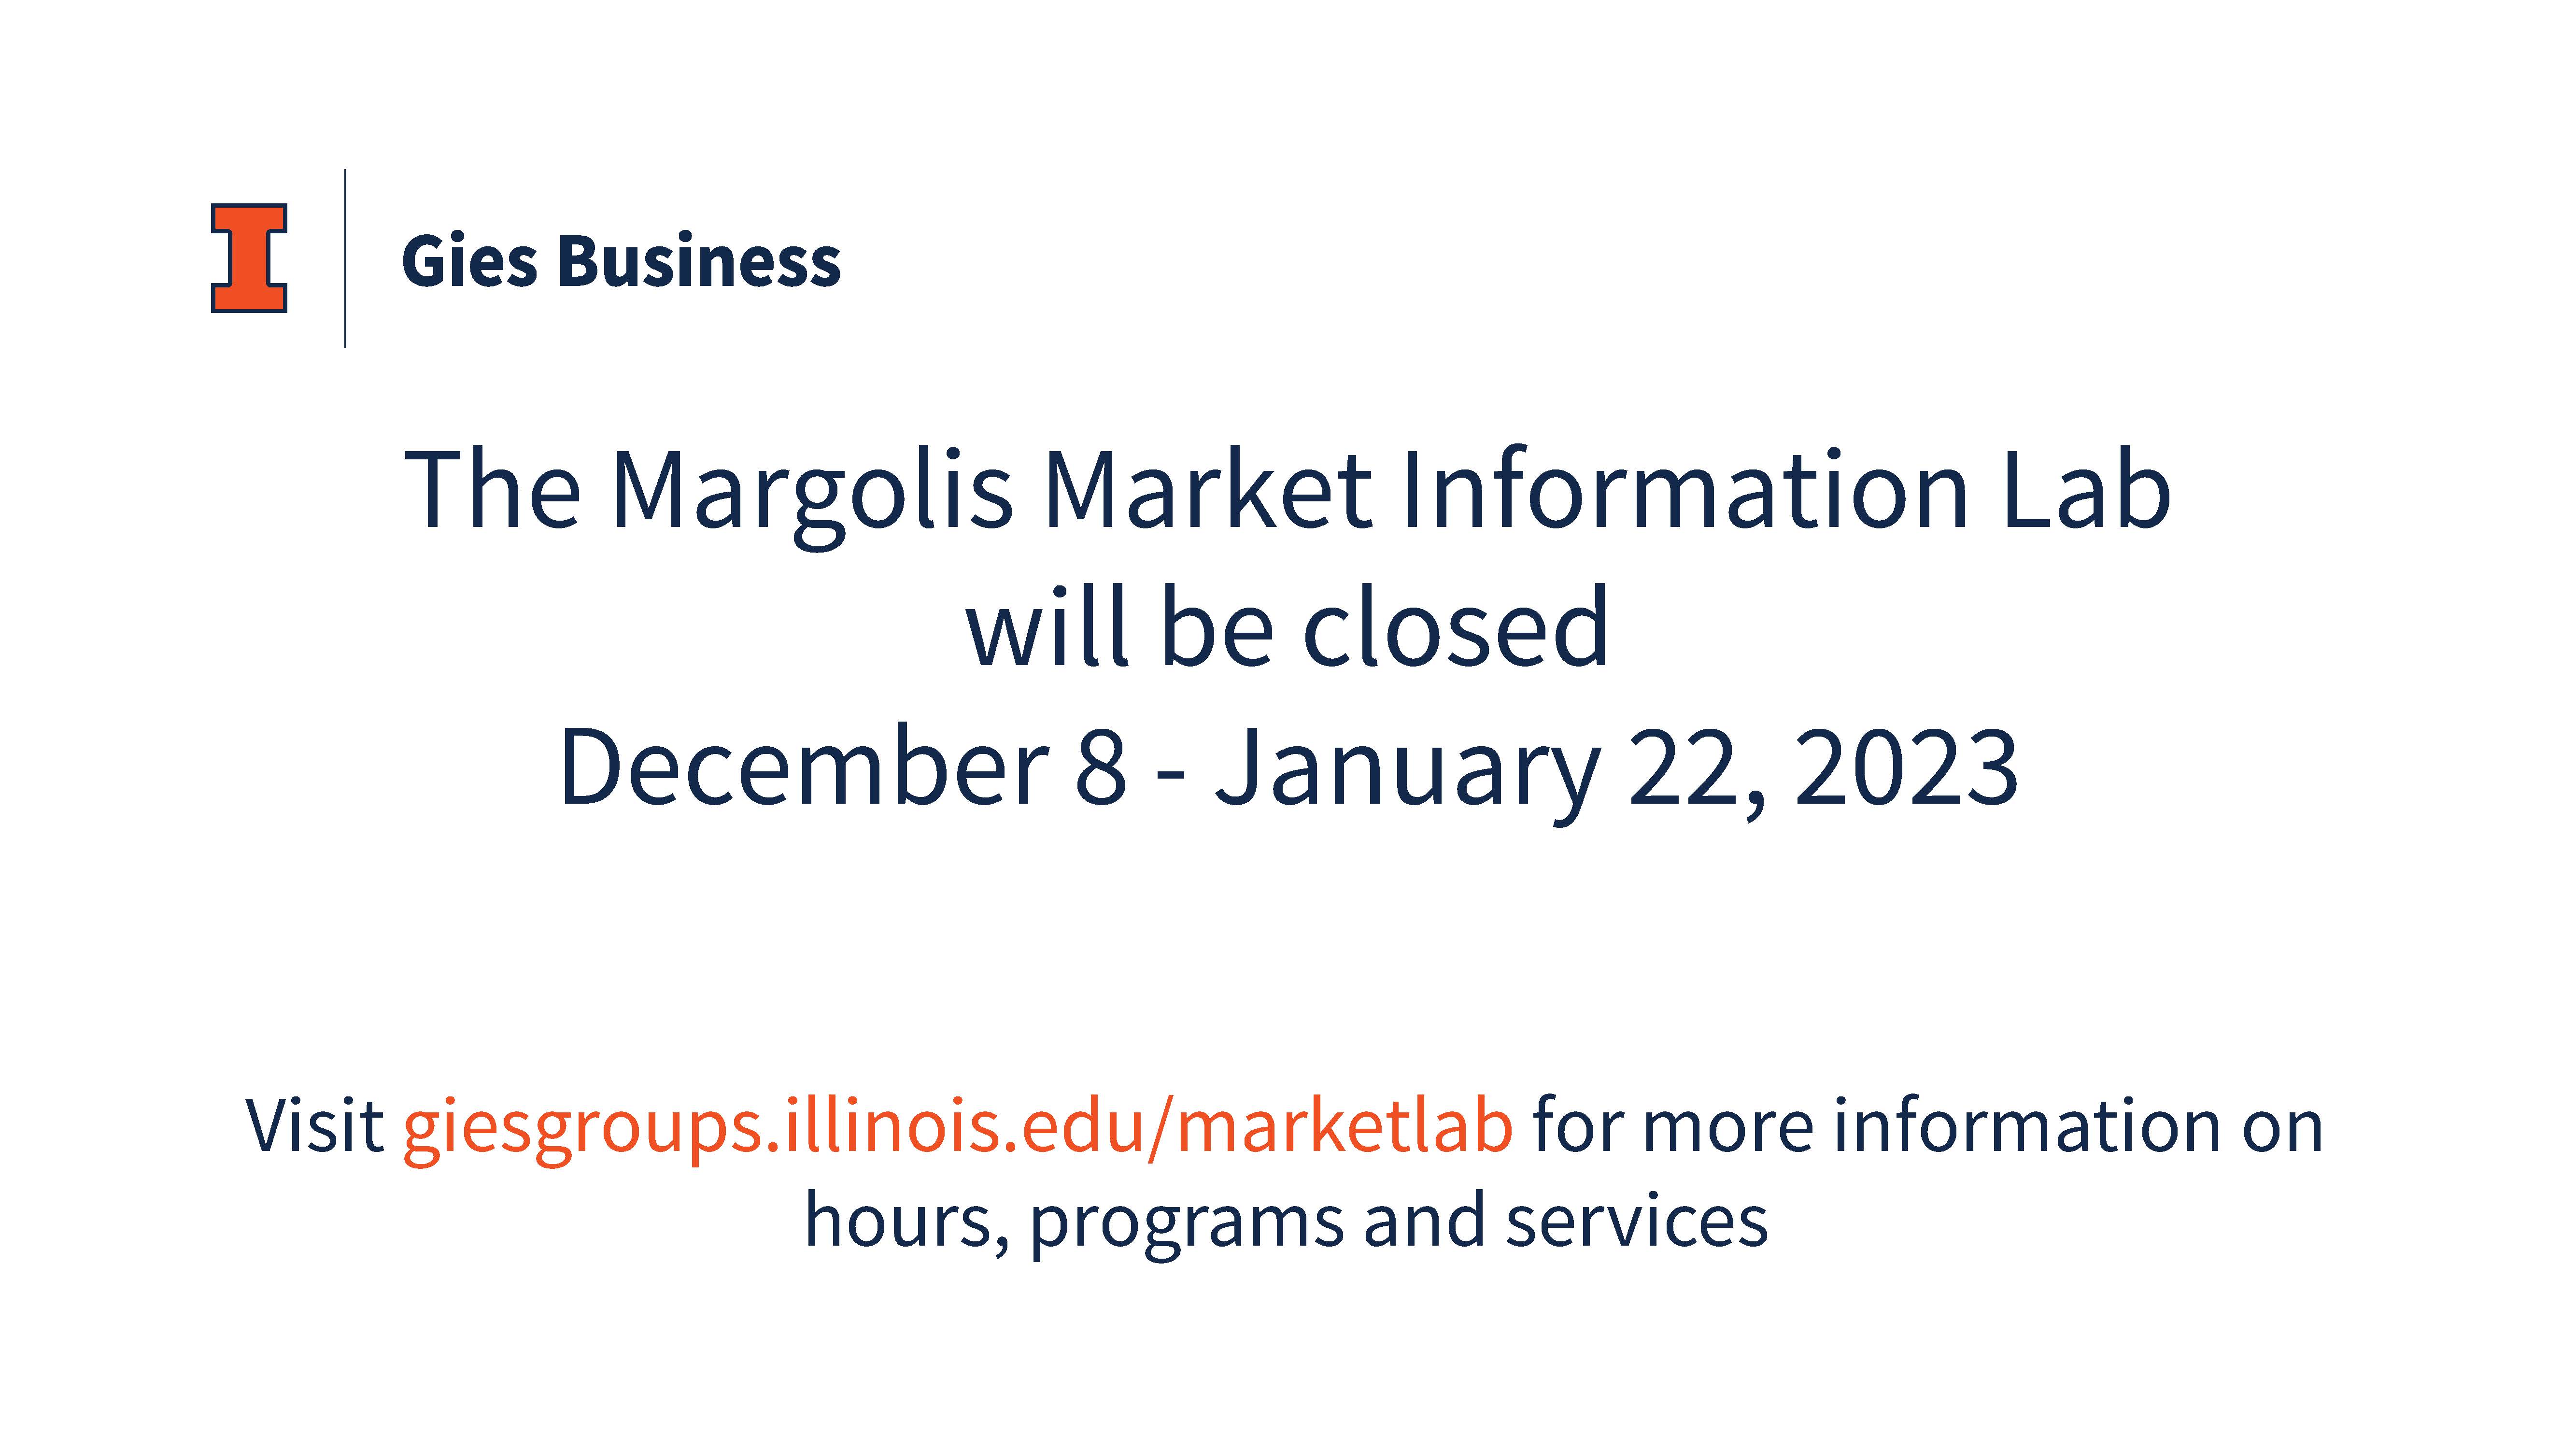 I
Gies Business
The Margolis Market Information Lab
will be closed
December 8 - January 22, 2023
Visit giesgroups.illinois.edu/marketlab for more information on
hours, programs and services